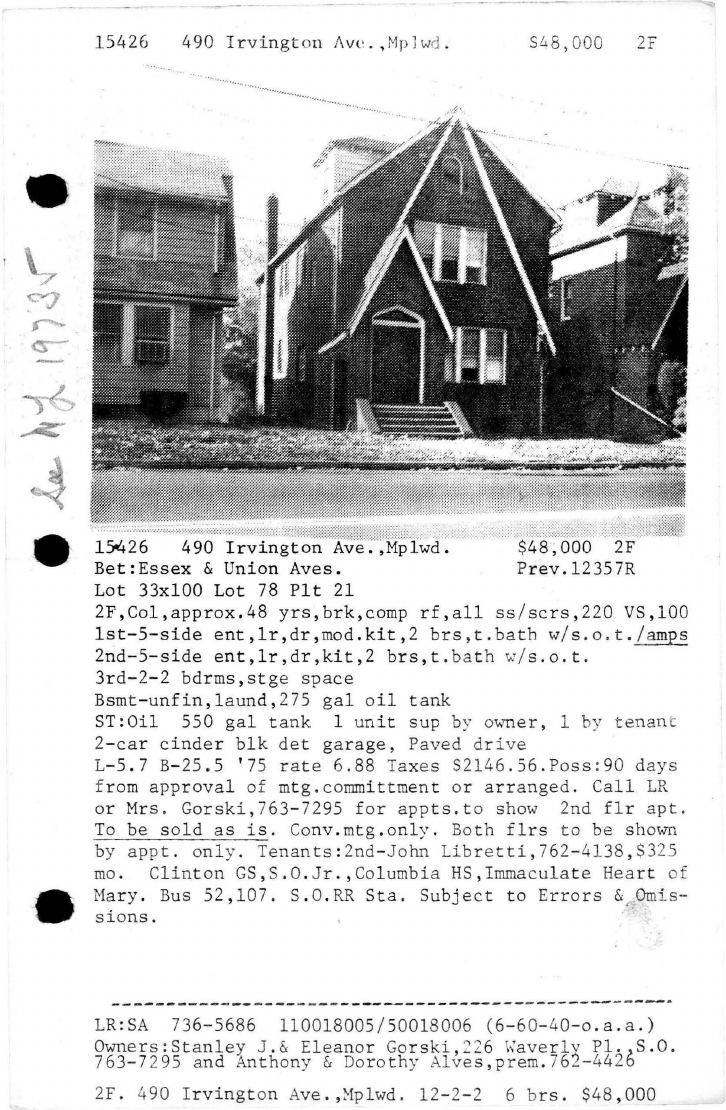 15426 490 Irvington Ave.,Mplwd. $48,000 2F
See NJ 19735
15426 490 Irvington Ave.,Mplwd. $48,000 2F
Bet:Essex & Union Aves. Prev.12357R
Lot 33x100 Lot 78 Plt 21
2F,Col,approx.48 yrs,brk,comp rf,all ss/scrs,220 VS,100
1st-5-side ent,lr,dr,mod.kit,2 brs,t.bath w/s.o.t./amps
2nd-5-side ent,lr,dr,kit,2 brs,t.bath w/s.o.t.
3rd-2-2 bdrms,stge space
Bsmt-unfin,laund,275 gal oil tank
ST:Oil 550 gal tank 1 unit sup by owner, 1 by tenant
2-car cinder blk det garage, Paved drive
L-5.7 B-25.5 '75 rate 6.88 Taxes $2146.56.Poss:90 days
from approval of mtg.committment or arranged. Call LR
or Mrs. Gorski,763-7295 for appts.to show 2nd flr apt.
To be sold as is. Conv.mtg.only. Both flrs to be shown
by appt. only. Tenants:2nd-John Libretti,762-4138,$325
mo. Clinton GS,S.O.Jr.,Columbia HS,Immaculate Heart of
Mary. Bus 52,107. S.O.RR Sta. Subject to Errors & Omis-
sions.
LR:SA 736-5686 110018005/50018006 (6-60-40-o.a.a.)
Owners:Stanley J.& Eleanor Gorski,226 Waverly Pl.,S.O.
763-7295 and Anthony & Dorothy Alves,prem.762-4426
2F. 490 Irvington Ave.,Mplwd. 12-2-2 6 brs. $48,000